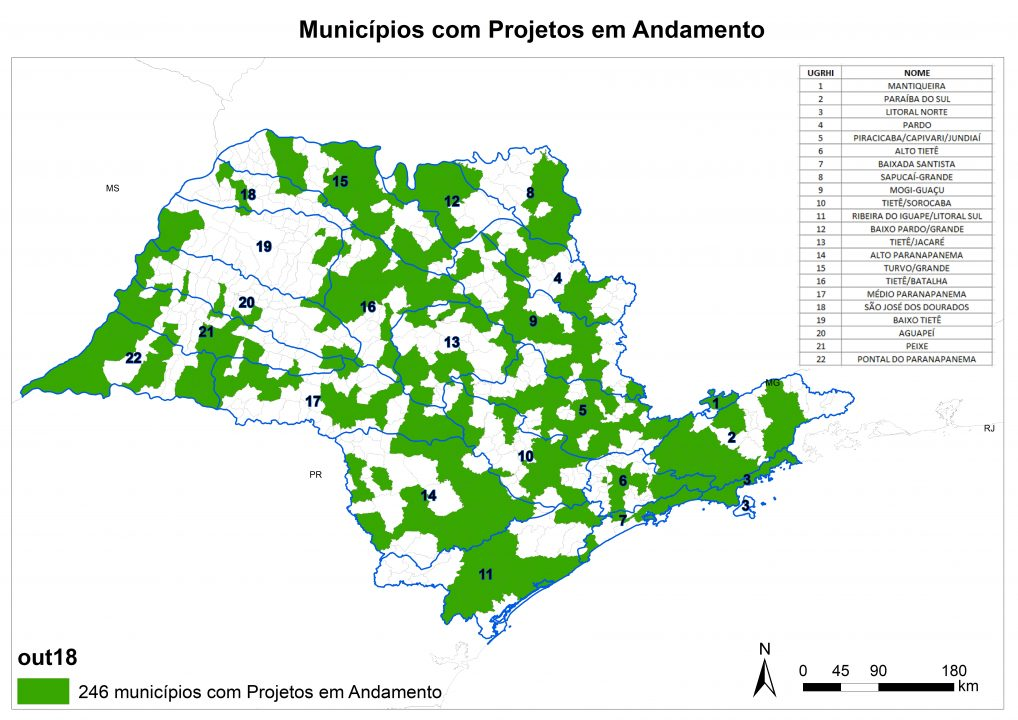 Municípios com Projetos em Andamento
UGRHI NOME
1 MANTIQUEIRA
2 PARAÍBA DO SUL
3 LITORAL NORTE
4 PARDO
5 PIRACICABA/CAPIVARI/JUNDIAÍ
6 ALTO TIETÊ
7 BAIXADA SANTISTA
8 SAPUCAÍ-GRANDE
9 MOGI-GUAÇU
10 TIETÊ/SOROCABA
11 RIBEIRA DO IGUAPE/LITORAL SUL
12 BAIXO PARDO/GRANDE
13 TIETÊ/JACARÉ
14 ALTO PARANAPANEMA
15 TURVO/GRANDE
16 TIETÊ/BATALHA
17 MÉDIO PARANAPANEMA
18 SÃO JOSÉ DOS DOURADOS
19 BAIXO TIETÊ
20 AGUAPEÍ
21 PEIXE
22 PONTAL DO PARANAPANEMA
MS
15
18
12
8
19
4
20
16
9
21
13
22
MG
17
1
5
RJ
2
10
PR
6
3
14
3
7
11
out18
246 municípios com Projetos em Andamento
N
0 45 90 180
km